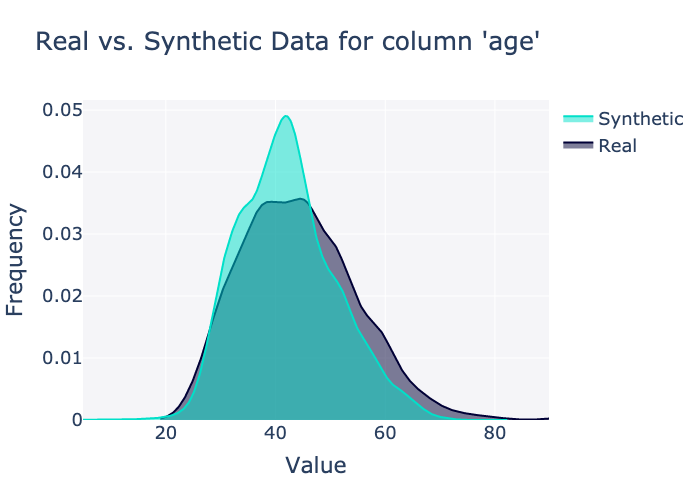 Real vs. Synthetic Data for column 'age'
Synthetic
Real
Frequency
0.05
0.04
0.03
0.02
0.01
0
20
40
60
80
Value